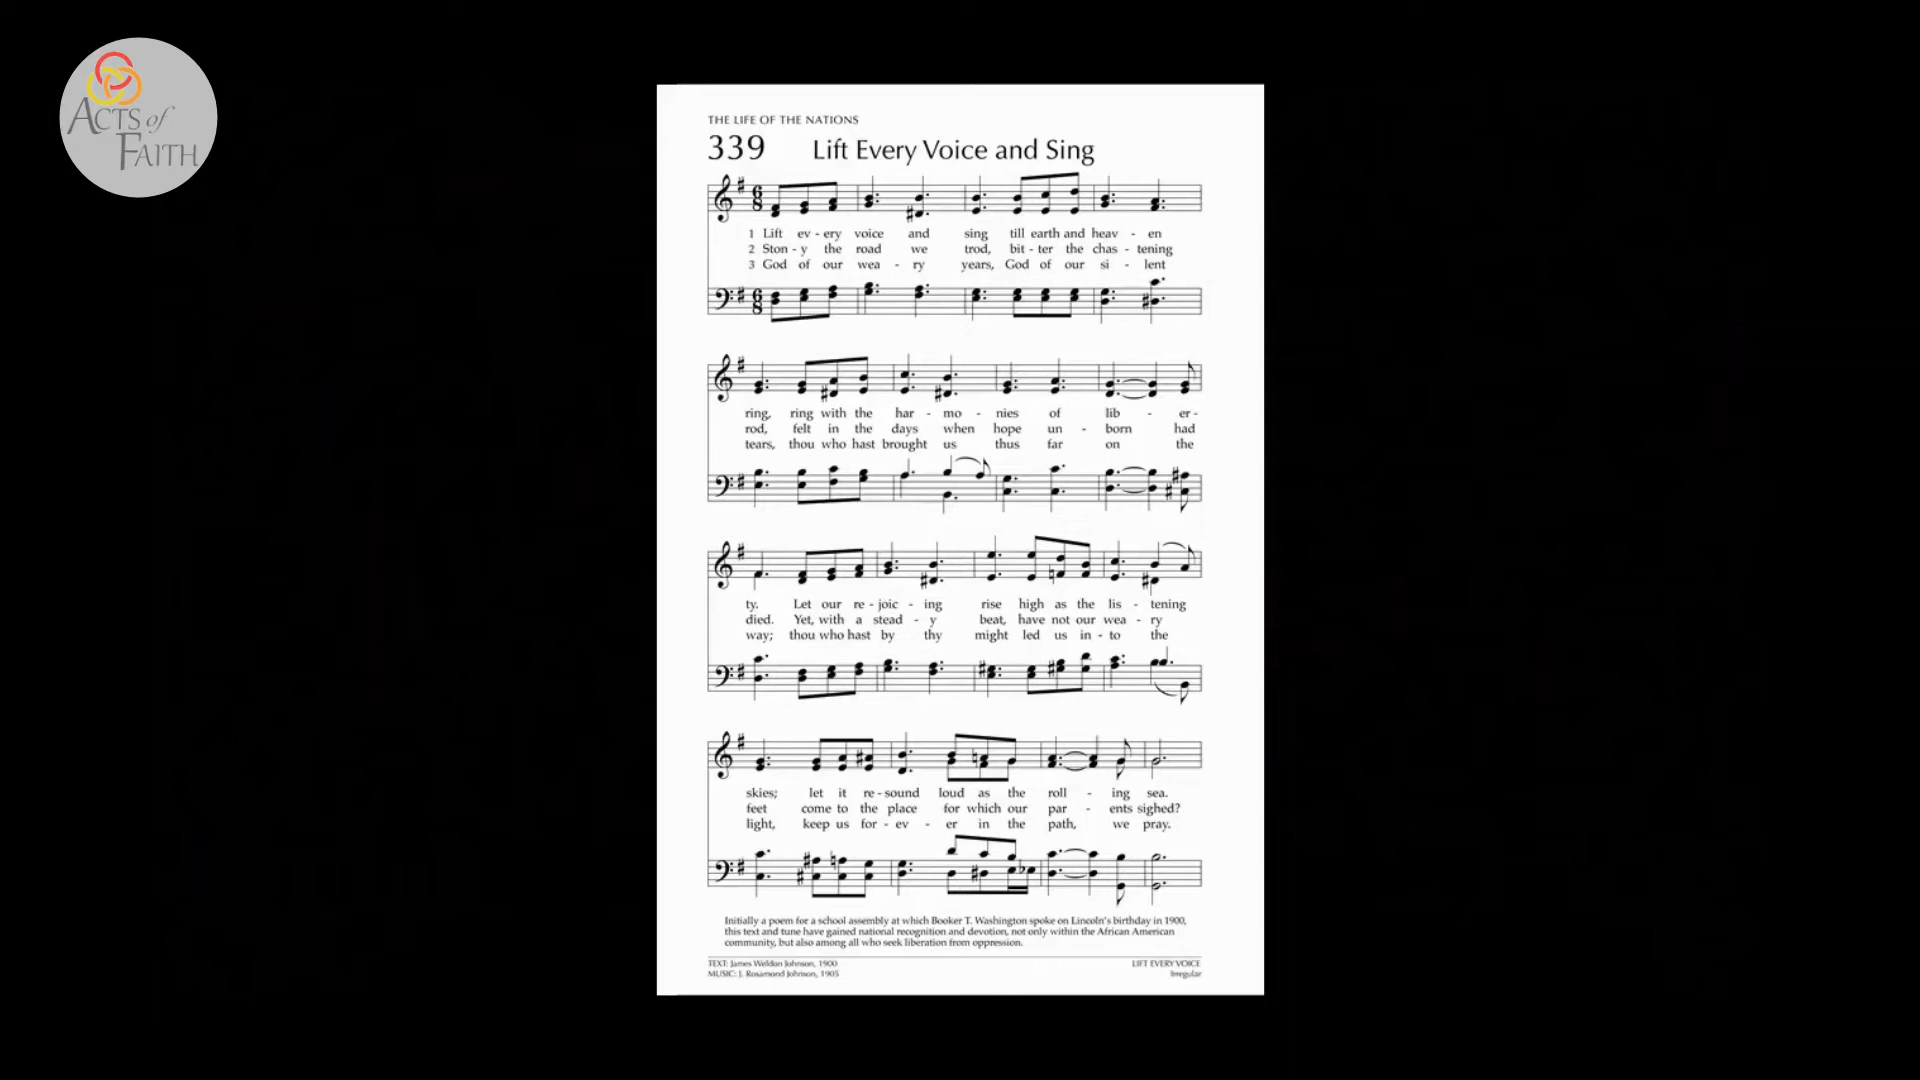 ACTS of
FAITH
THE LIFE OF THE NATIONS
339 Lift Every Voice and Sing
1 Lift ev - ery voice and sing till earth and heav - en
2 Ston - y the road we trod, bit - ter the chas - tening
3 God of our wea - ry years, God of our si - lent
ring, ring with the har - mo - nies of lib - er -
rod, felt in the days when hope un - born had
tears, thou who hast brought us thus far on the
ty. Let our re - joic - ing rise high as the lis - tening
died. Yet, with a stead - y beat, have not our wea - ry
way; thou who hast by thy might led us in - to the
skies; let it re - sound loud as the roll - ing sea.
feet come to the place for which our par - ents sighed?
light, keep us for - ev - er in the path, we pray.
Initially a poem for a school assembly at which Booker T. Washington spoke on Lincoln's birthday in 1900,
this text and tune have gained national recognition and devotion, not only within the African American
community, but also among all who seek liberation from oppression.
TEXT: James Weldon Johnson, 1900 LIFT EVERY VOICE
MUSIC: J. Rosamond Johnson, 1905 Irregular